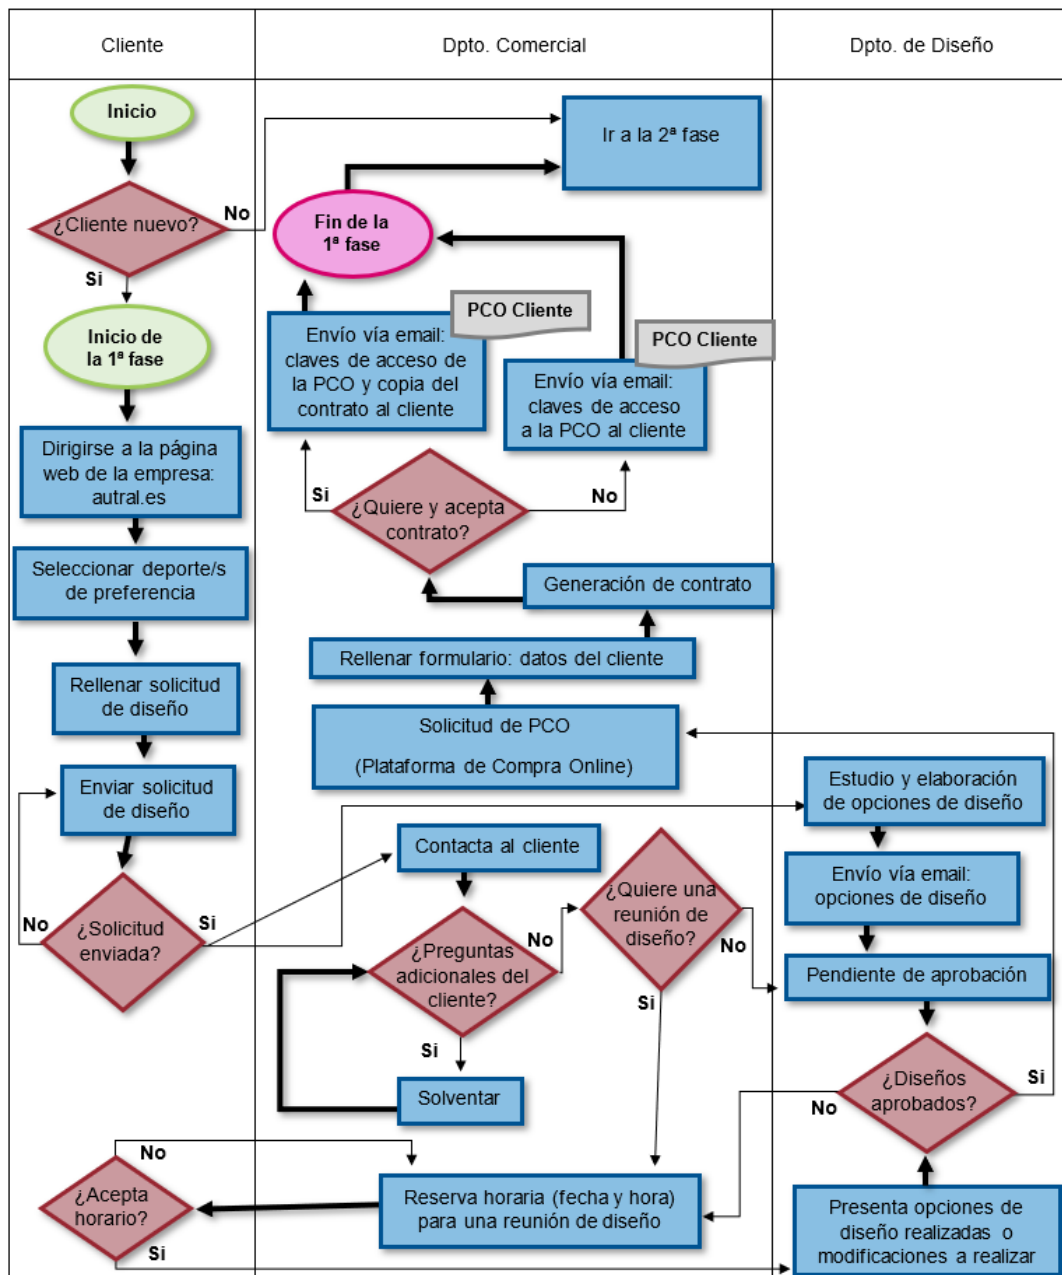 Cliente
Dpto. Comercial
Dpto. de Diseño
Inicio
Ir a la 2ª fase
¿Cliente nuevo?
No
Si
Fin de la
1ª fase
Inicio de
la 1ª fase
PCO Cliente
Envío vía email:
claves de acceso de
la PCO y copia del
contrato al cliente
PCO Cliente
Envío vía email:
claves de acceso
a la PCO al cliente
Dirigirse a la página
web de la empresa:
autral.es
Si
¿Quiere y acepta
contrato?
No
Seleccionar deporte/s
de preferencia
Generación de contrato
Rellenar formulario: datos del cliente
Rellenar solicitud
de diseño
Solicitud de PCO
(Plataforma de Compra Online)
Enviar solicitud
de diseño
Estudio y elaboración
de opciones de diseño
Contacta al cliente
Envío vía email:
opciones de diseño
¿Solicitud
enviada?
No
Si
¿Preguntas
adicionales del
cliente?
No
Si
¿Quiere una
reunión de
diseño?
No
Si
Pendiente de aprobación
Solventar
¿Diseños
aprobados?
Si
No
¿Acepta
horario?
No
Si
Reserva horaria (fecha y hora)
para una reunión de diseño
Presenta opciones de
diseño realizadas o
modificaciones a realizar